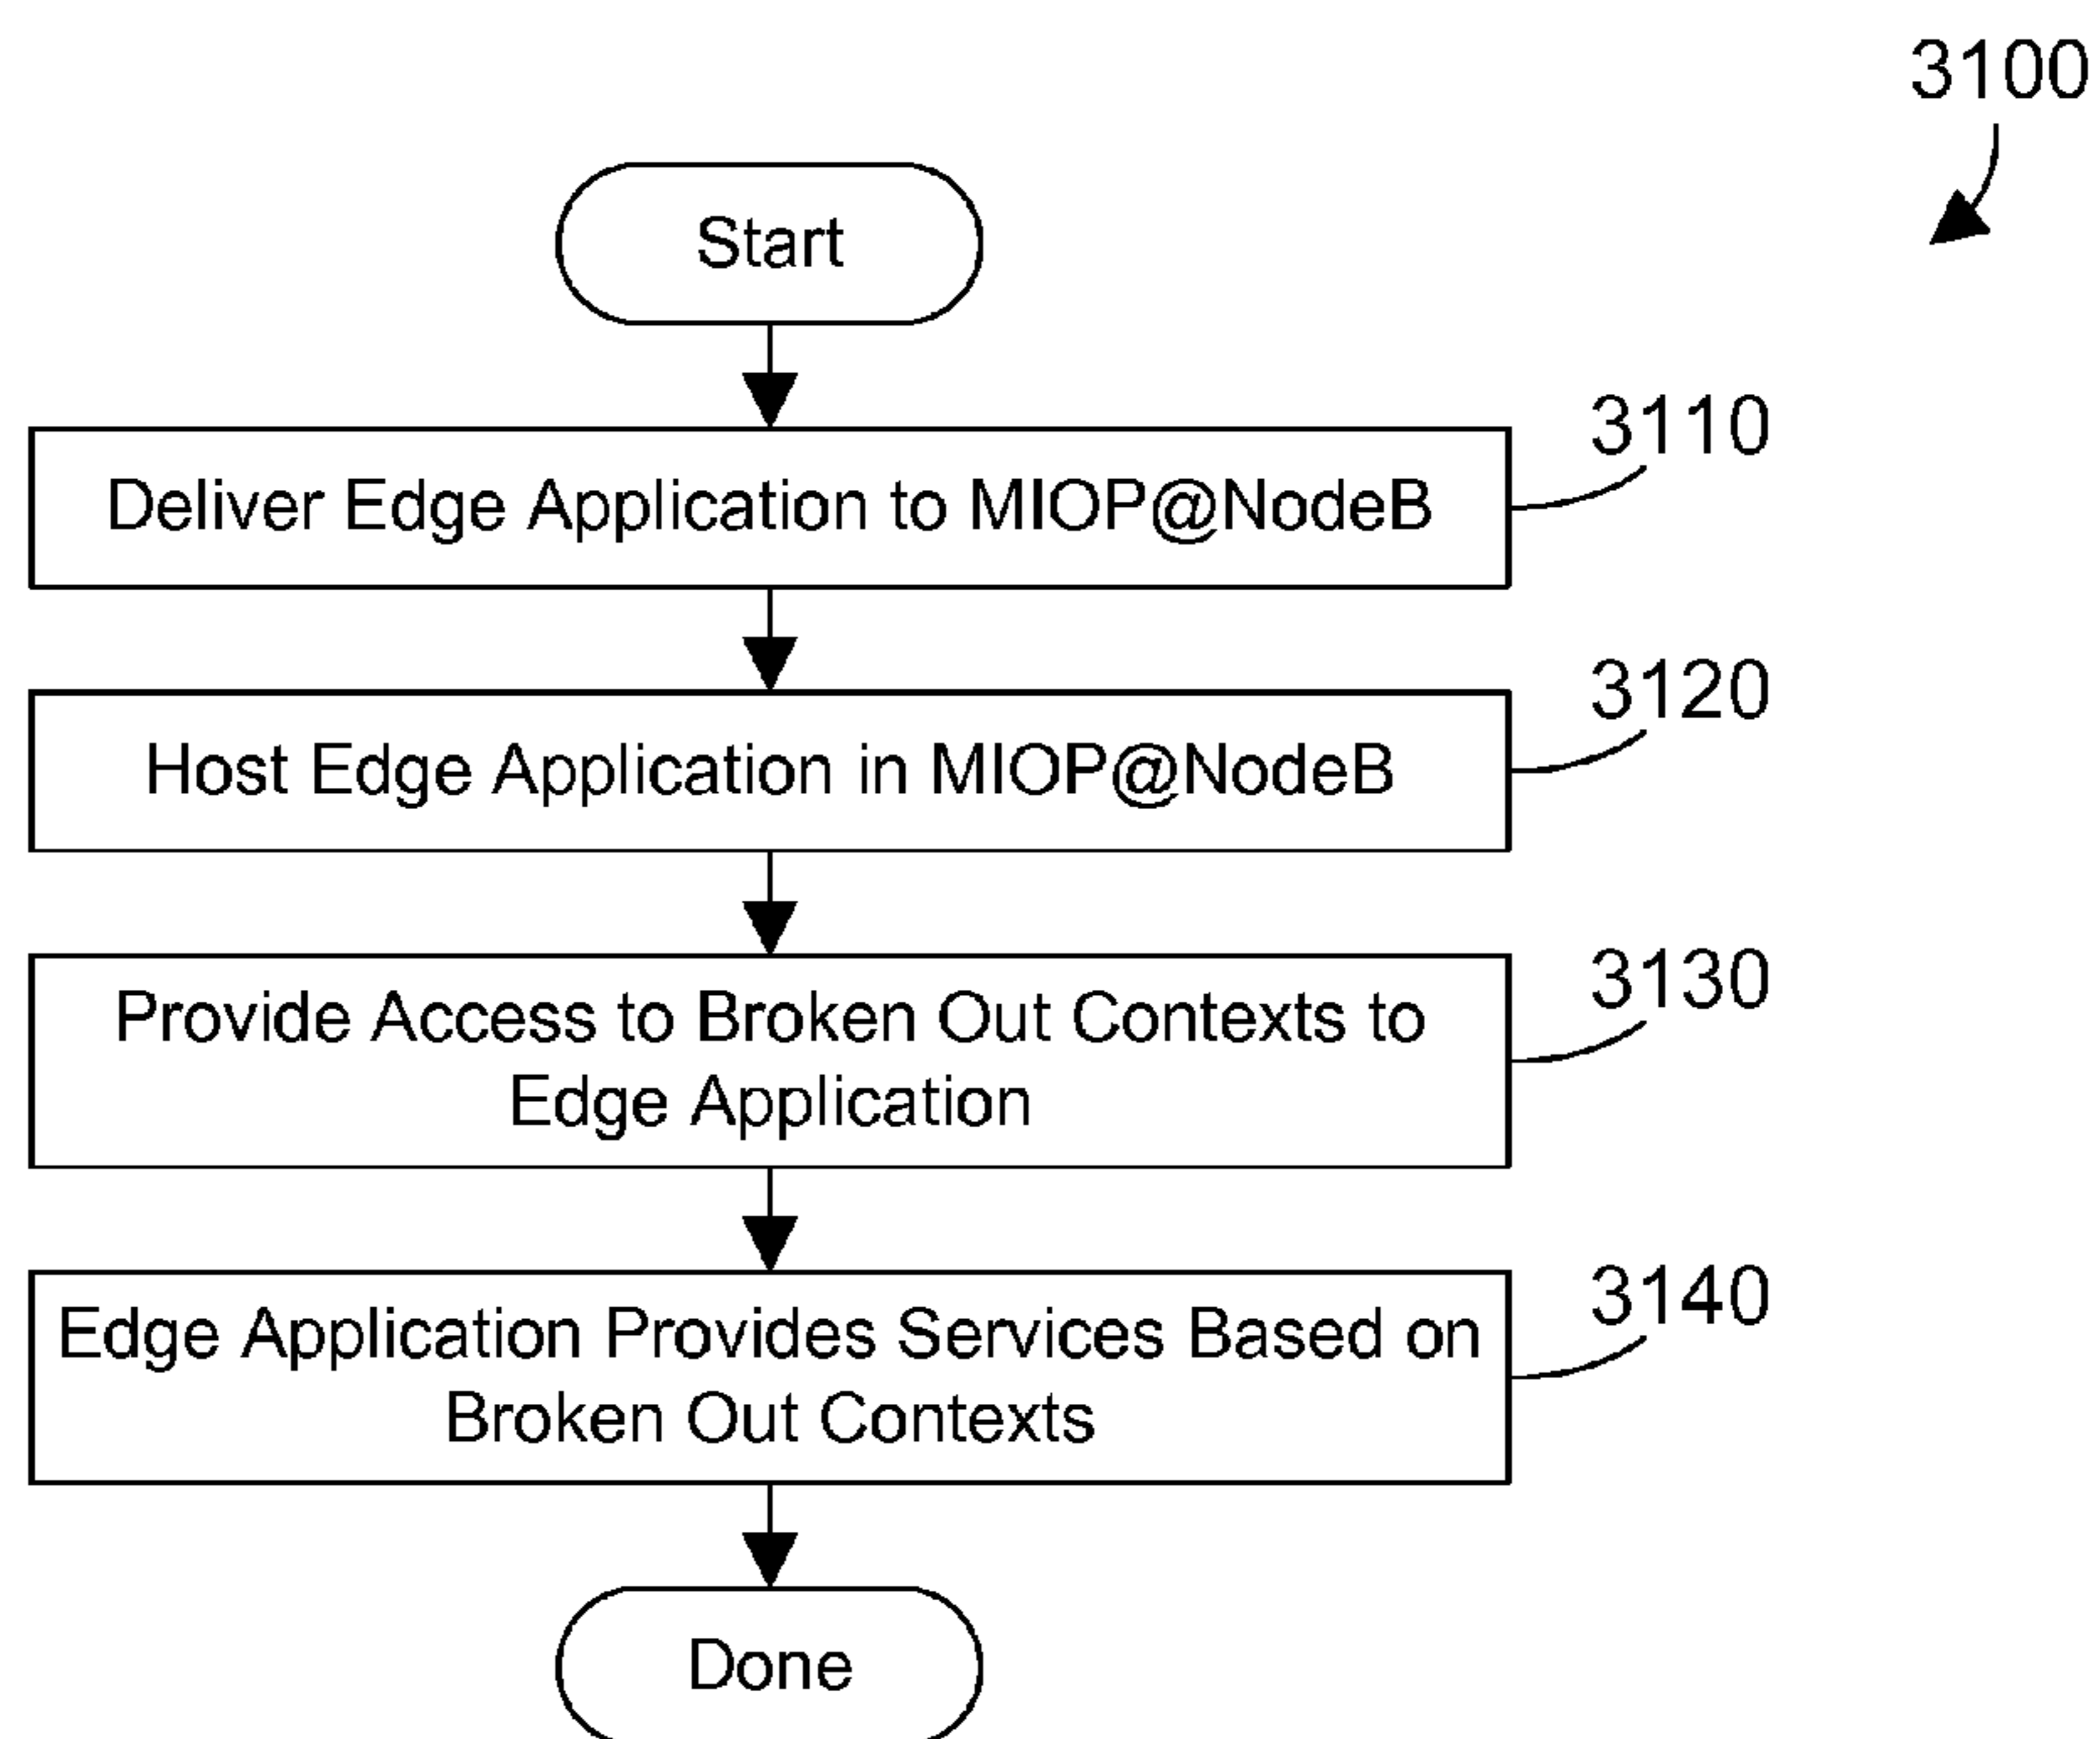 3100
Start
Deliver Edge Application to MIOP@NodeB
3110
Host Edge Application in MIOP@NodeB
3120
Provide Access to Broken Out Contexts to
Edge Application
3130
Edge Application Provides Services Based on
Broken Out Contexts
3140
Done